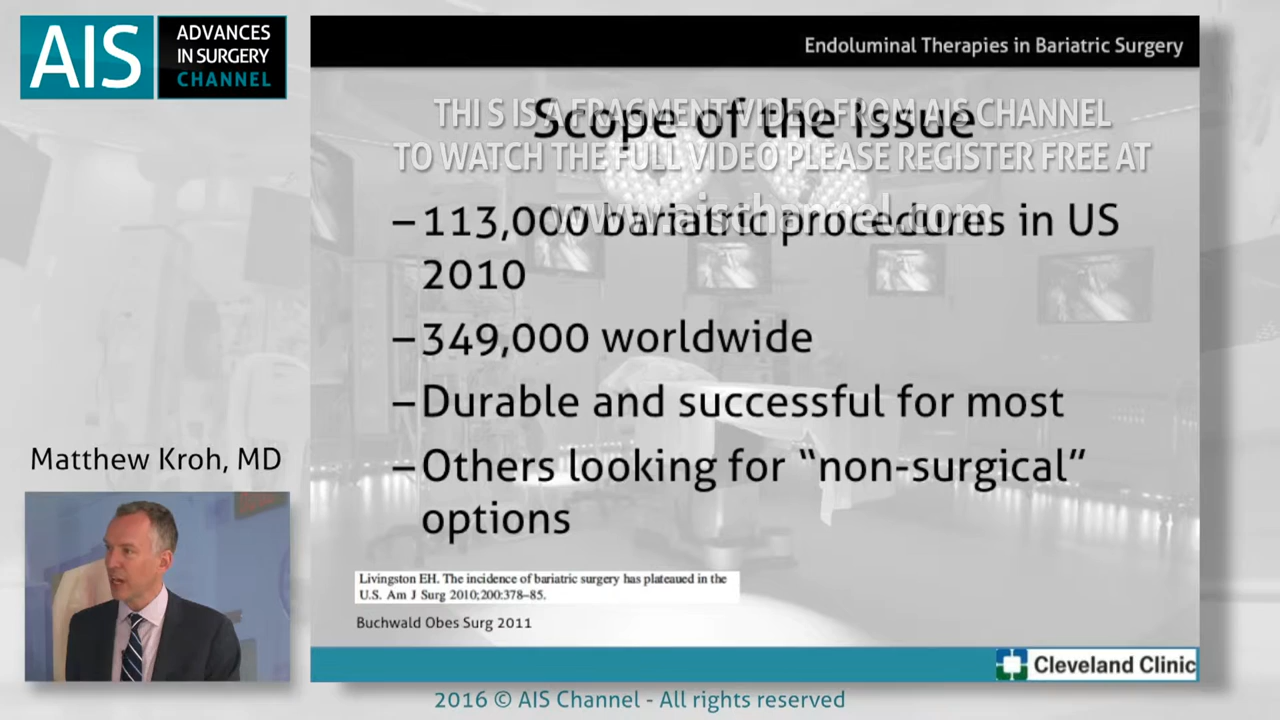 AIS
ADVANCES
IN SURGERY
CHANNEL
Endoluminal Therapies in Bariatric Surgery
THI S IS A FRAGMENT VIDEO FROM AIS CHANNEL
Scope of the Issue
TO WATCH THE FULL VIDEO PLEASE REGISTER FREE AT
www.aischannel.com
–113,000 bariatric procedures in US
2010
–349,000 worldwide
–Durable and successful for most
–Others looking for “non-surgical”
options
Livingston EH. The incidence of bariatric surgery has plateaued in the
U.S. Am J Surg 2010;200:378–85.
Buchwald Obes Surg 2011
Cleveland Clinic
Matthew Kroh, MD
2016 © AIS Channel - All rights reserved